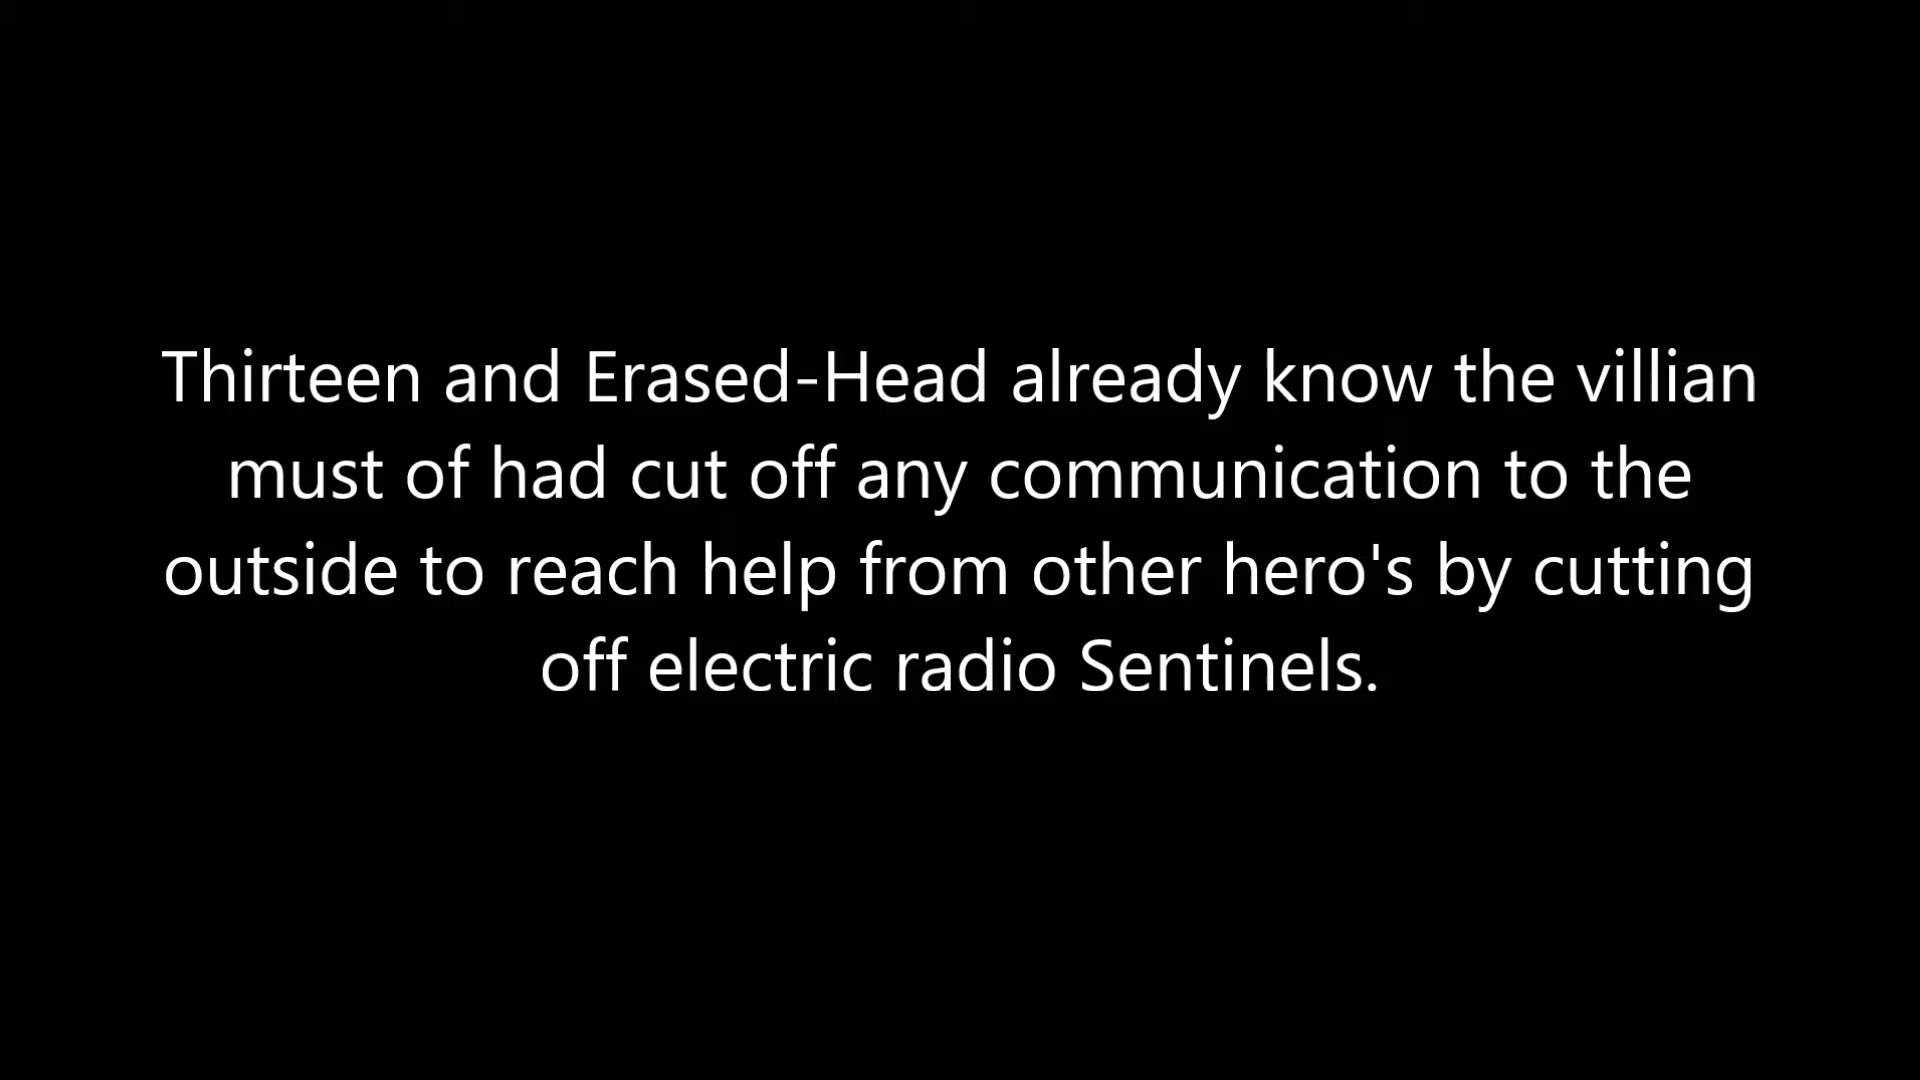 Thirteen and Erased-Head already know the villian
must of had cut off any communication to the
outside to reach help from other hero's by cutting
off electric radio Sentinels.